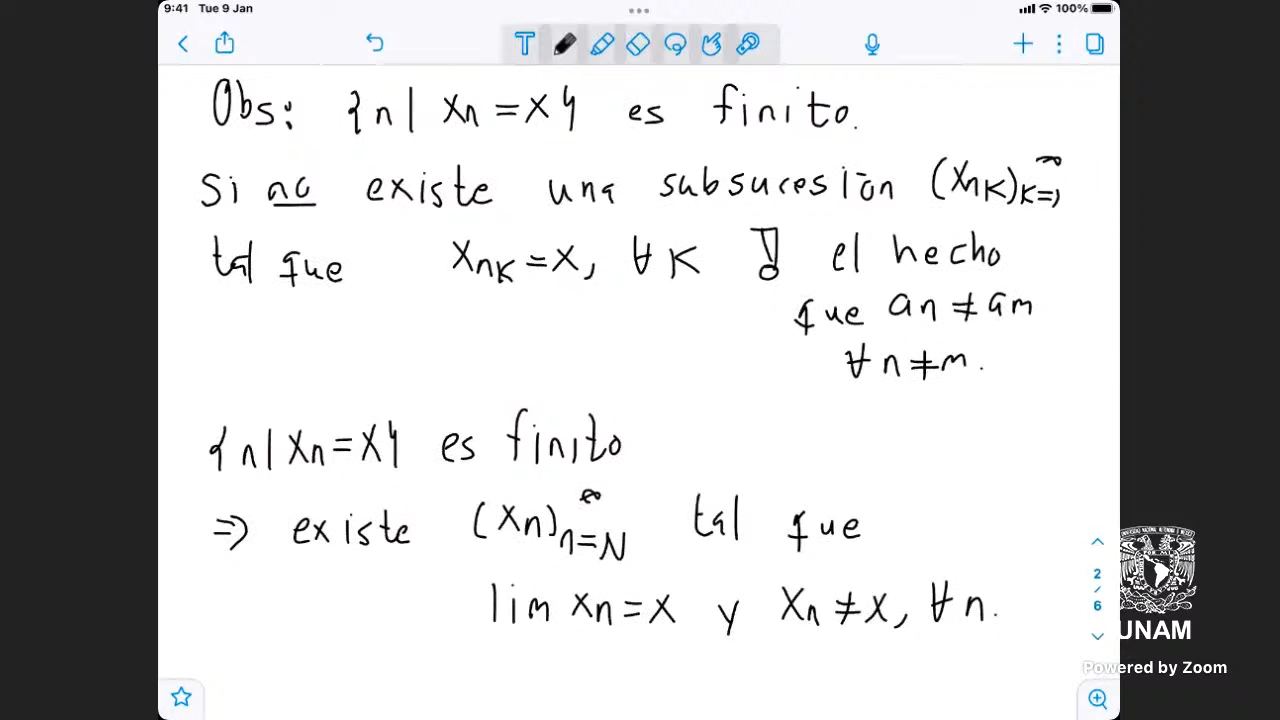 9:41 Tue 9 Jan
100%
Obs: {n| xn = x} es finito.
Si no existe una subsucesión (xnk)k=1^∞
tal que xnk = x, ∀ k ! el hecho
que an ≠ am
∀ n ≠ m.
{n| xn = x} es finito
⇒ existe (xn)n=N^∞ tal que
lim xn = x y xn ≠ x, ∀ n.
2
/
6
UNAM
Powered by Zoom